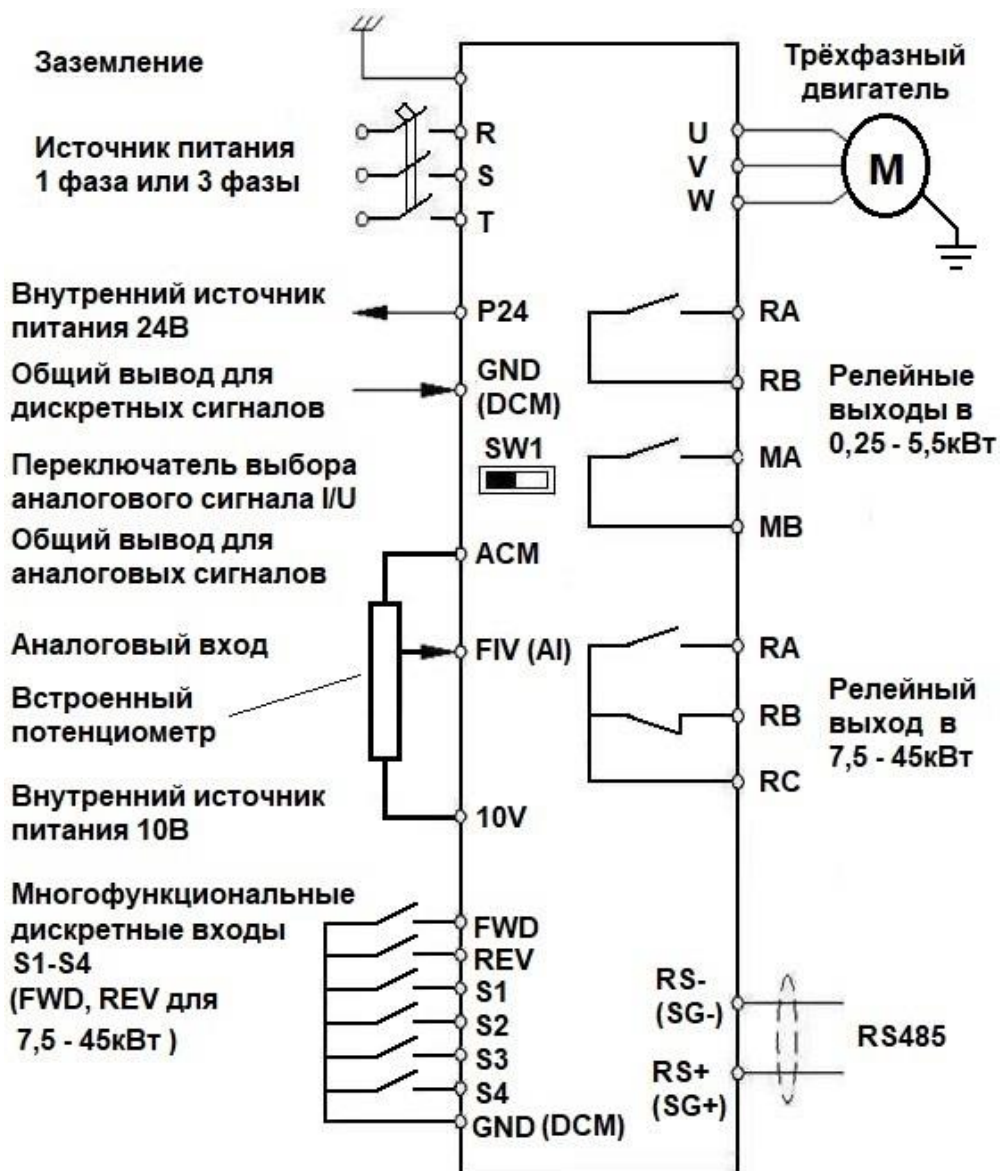 Заземление
Источник питания
1 фаза или 3 фазы
R
S
T
U
V
W
Трёхфазный
двигатель
M
Внутренний источник
питания 24В
P24
Общий вывод для
дискретных сигналов
GND
(DCM)
Переключатель выбора
аналогового сигнала I/U
SW1
Общий вывод для
аналоговых сигналов
ACM
Аналоговый вход
FIV (AI)
Встроенный
потенциометр
Внутренний источник
питания 10В
10V
RA
RB
MA
MB
Релейные
выходы в
0,25 - 5,5кВт
RA
RB
RC
Релейный
выход в
7,5 - 45кВт
Многофункциональные
дискретные входы
S1-S4
(FWD, REV для
7,5 - 45кВт )
FWD
REV
S1
S2
S3
S4
GND (DCM)
RS-
(SG-)
RS+
(SG+)
RS485